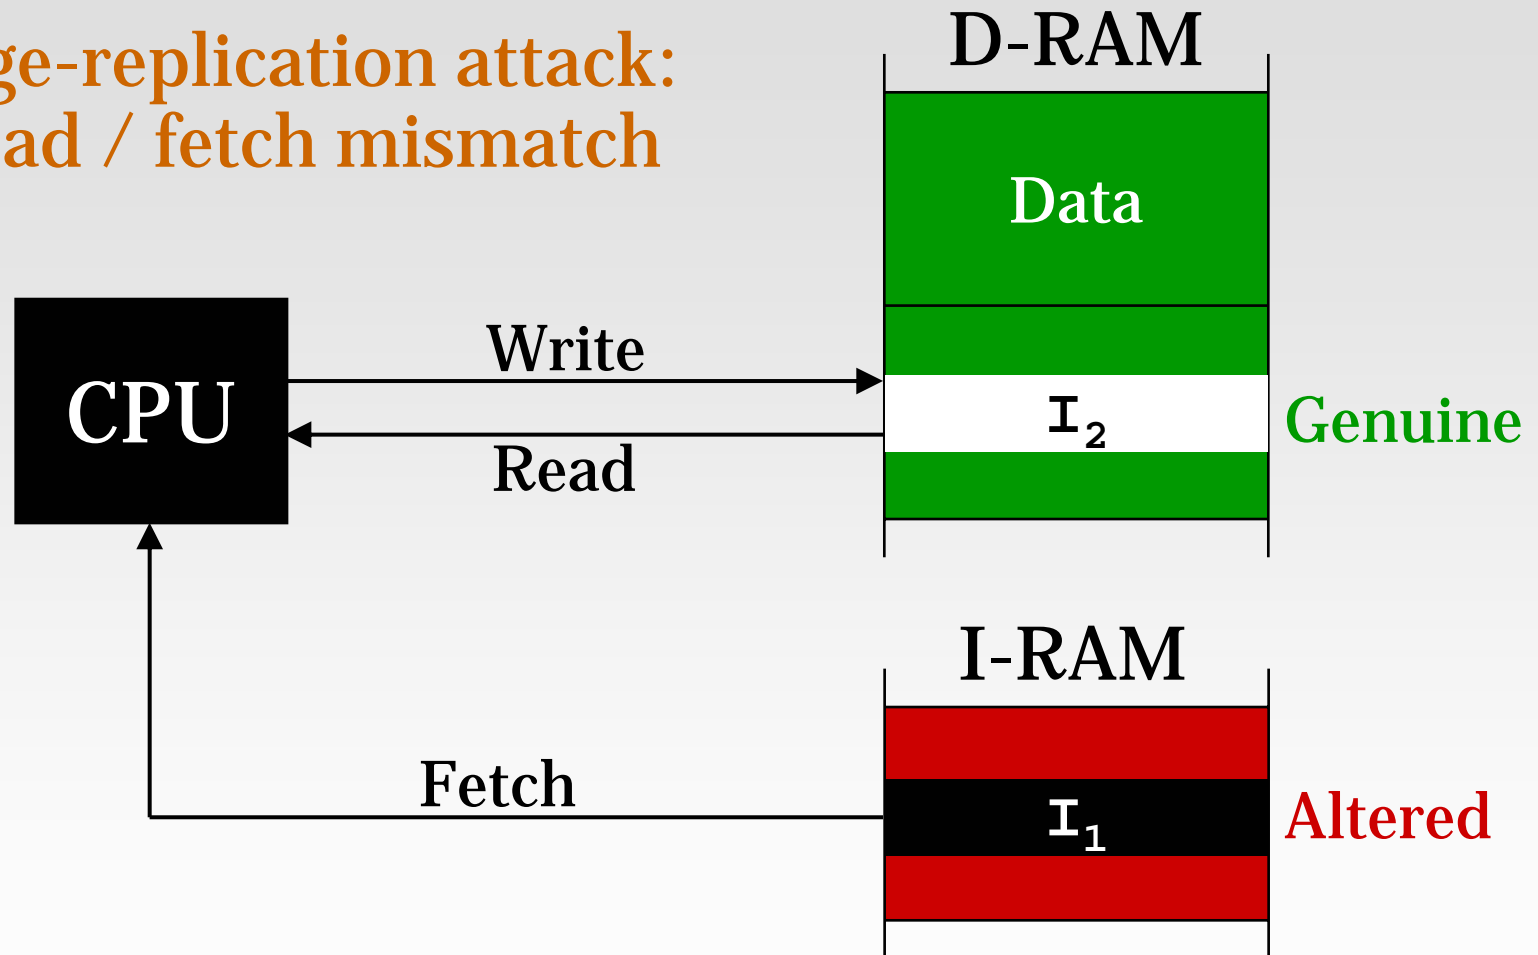 ge-replication attack:
ad / fetch mismatch
D-RAM
Data
Write
CPU
I2
Genuine
Read
I-RAM
Fetch
I1
Altered